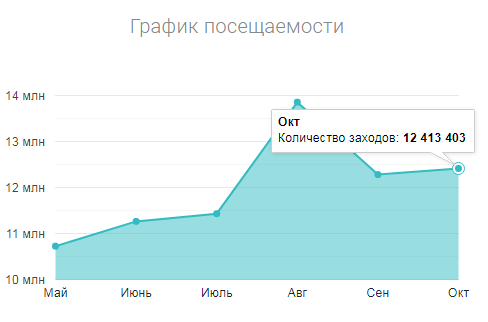 График посещаемости
14 млн
Окт
Количество заходов: 12 413 403
13 млн
12 млн
11 млн
10 млн
Май Июнь Июль Авг Сен Окт